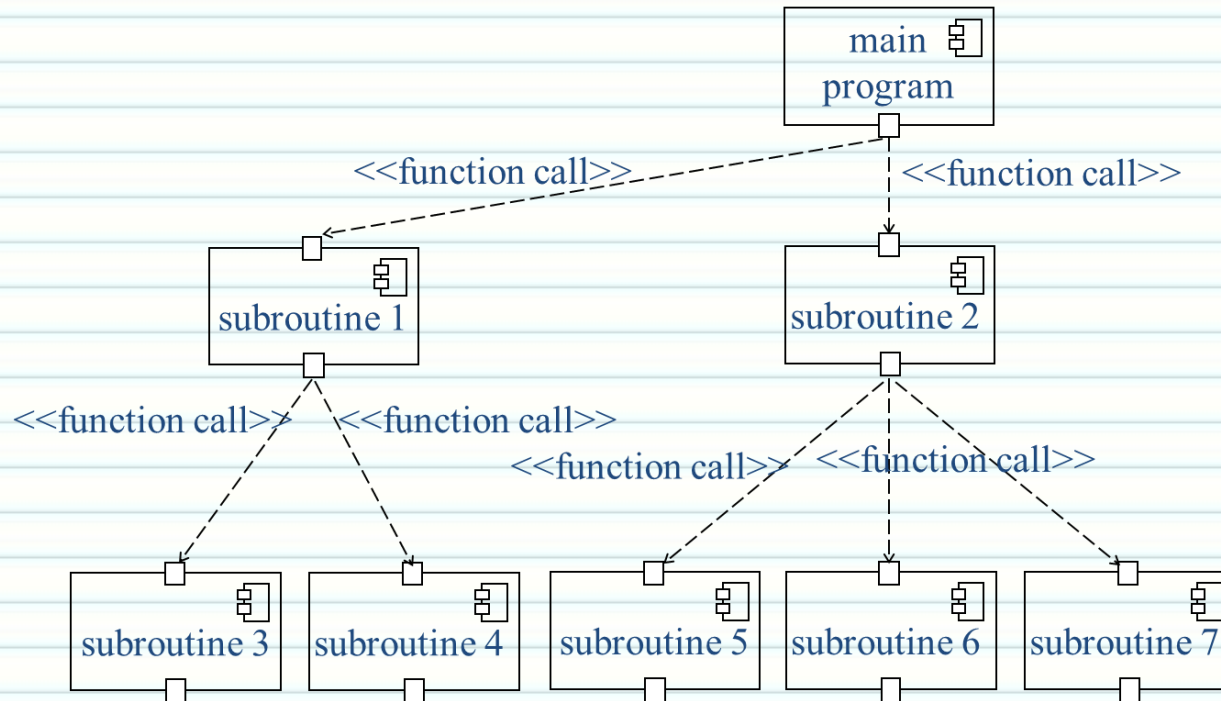 main
program
<<function call>>
<<function call>>
subroutine 1
subroutine 2
<<function call>>
<<function call>>
<<function call>>
<<function call>>
subroutine 3
subroutine 4
subroutine 5
subroutine 6
subroutine 7